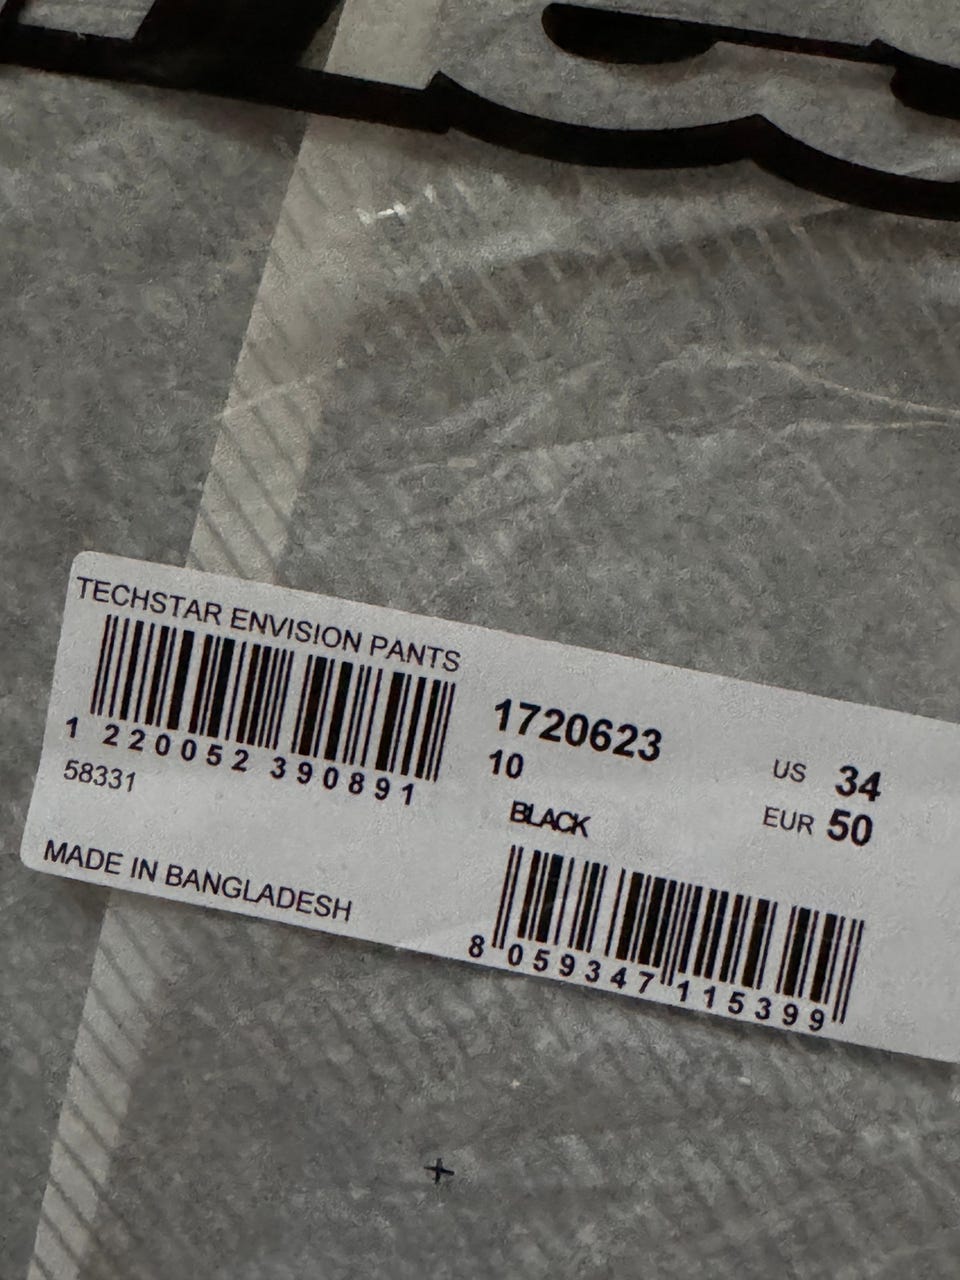 TECHSTAR ENVISION PANTS
1 220052 390891
58331
MADE IN BANGLADESH
1720623
10
BLACK
US 34
EUR 50
8 059347 115399